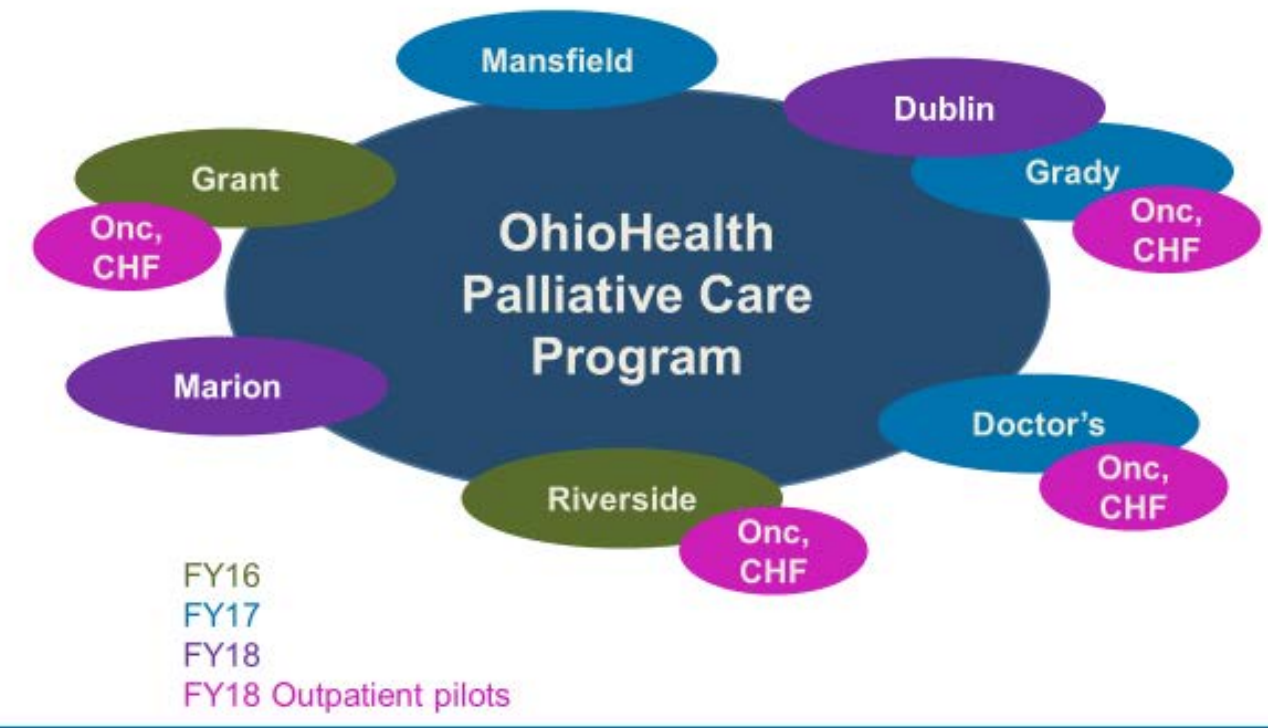 Mansfield
Dublin
Grant
Grady
Onc,
CHF
Onc,
CHF
OhioHealth
Palliative Care
Program
Marion
Doctor’s
Onc,
CHF
Riverside
Onc,
CHF
FY16
FY17
FY18
FY18 Outpatient pilots